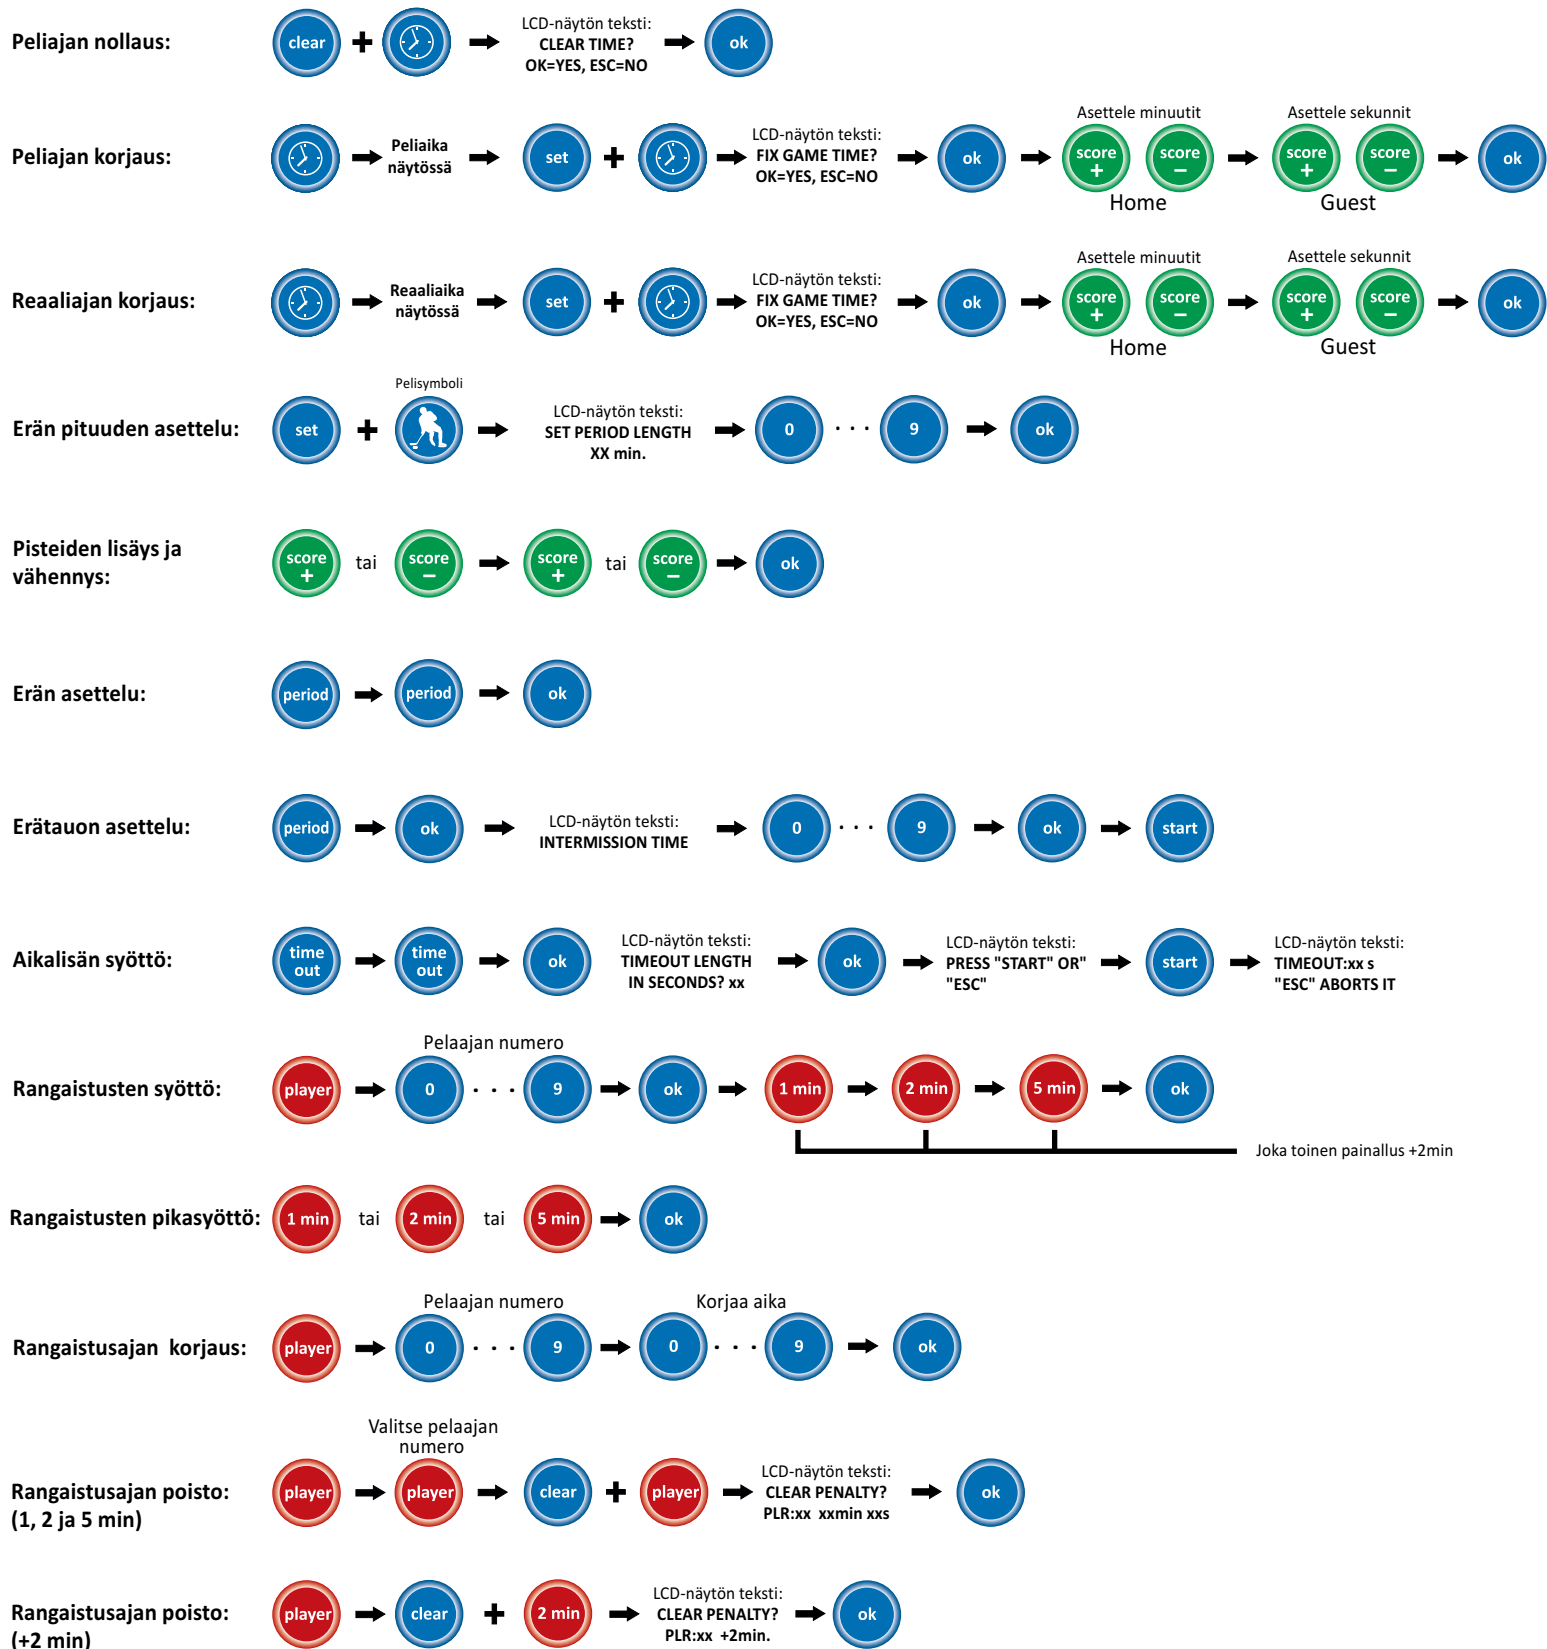 Peliajan nollaus:
clear
LCD-näytön teksti:
CLEAR TIME?
OK=YES, ESC=NO
ok
Peliajan korjaus:
Peliaika
näytössä
set
LCD-näytön teksti:
FIX GAME TIME?
OK=YES, ESC=NO
ok
Asettele minuutit
score +
score –
Home
Asettele sekunnit
score +
score –
Guest
ok
Reaaliajan korjaus:
Reaaliaika
näytössä
set
LCD-näytön teksti:
FIX GAME TIME?
OK=YES, ESC=NO
ok
Asettele minuutit
score +
score –
Home
Asettele sekunnit
score +
score –
Guest
ok
Erän pituuden asettelu:
set
Pelisymboli
LCD-näytön teksti:
SET PERIOD LENGTH
XX min.
0 · · · 9
ok
Pisteiden lisäys ja
vähennys:
score +
tai
score –
score +
tai
score –
ok
Erän asettelu:
period
period
ok
Erätauon asettelu:
period
ok
LCD-näytön teksti:
INTERMISSION TIME
0 · · · 9
ok
start
Aikalisän syöttö:
time
out
time
out
ok
LCD-näytön teksti:
TIMEOUT LENGTH
IN SECONDS? xx
ok
LCD-näytön teksti:
PRESS "START" OR"
"ESC"
start
LCD-näytön teksti:
TIMEOUT:xx s
"ESC" ABORTS IT
Rangaistusten syöttö:
player
Pelaajan numero
0 · · · 9
ok
1 min
2 min
5 min
ok
Joka toinen painallus +2min
Rangaistusten pikasyöttö:
1 min
tai
2 min
tai
5 min
ok
Rangaistusajan korjaus:
player
Pelaajan numero
0 · · · 9
Korjaa aika
0 · · · 9
ok
Rangaistusajan poisto:
(1, 2 ja 5 min)
player
Valitse pelaajan
numero
player
clear
player
LCD-näytön teksti:
CLEAR PENALTY?
PLR:xx xxmin xxs
ok
Rangaistusajan poisto:
(+2 min)
player
clear
2 min
LCD-näytön teksti:
CLEAR PENALTY?
PLR:xx +2min.
ok